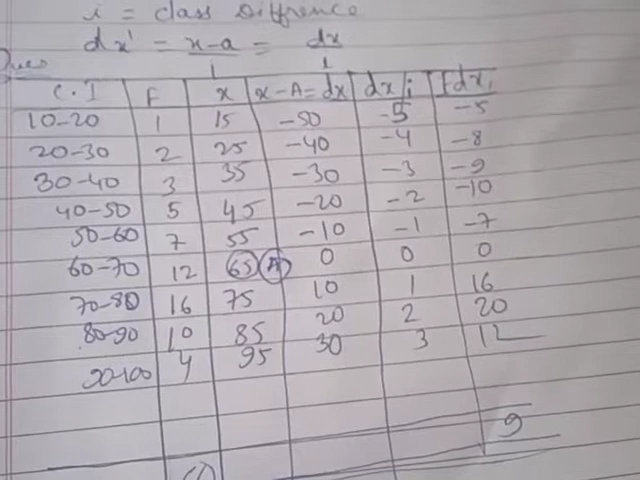 i = class Diffrence
dx' = x-a/i = dx/i
Ques
C.I F x x-A=dx dx/i Fdx,
10-20 1 15 -50 -5 -5
20-30 2 25 -40 -4 -8
30-40 3 35 -30 -3 -9
40-50 5 45 -20 -2 -10
50-60 7 55 -10 -1 -7
60-70 12 65 A 0 0 0
70-80 16 75 10 1 16
80-90 10 85 20 2 20
90-100 4 95 30 3 12
9